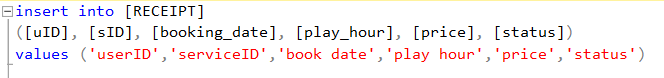 insert into [RECEIPT]
([uID], [sID], [booking_date], [play_hour], [price], [status])
values ('userID','serviceID','book date','play hour','price','status')